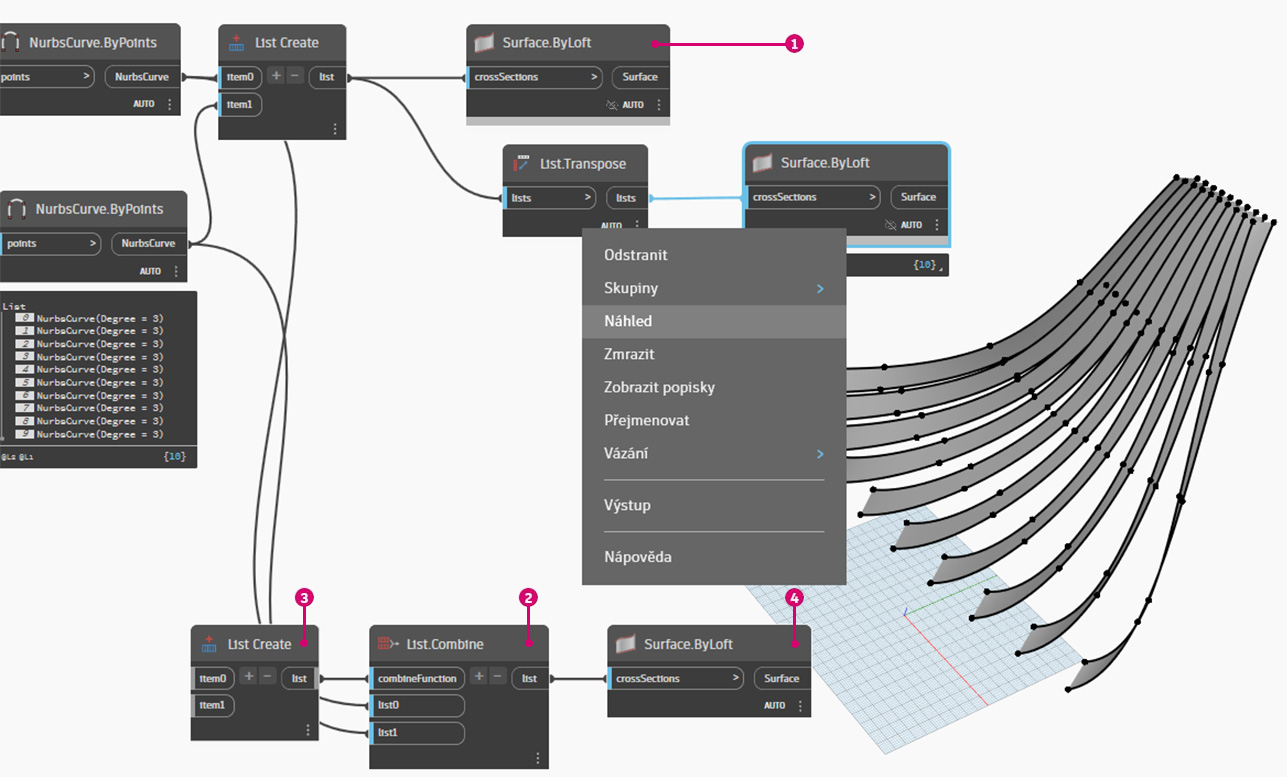 NurbsCurve.ByPoints
points > NurbsCurve
AUTO
List Create
item0 + − list
item1
Surface.ByLoft
1
crossSections > Surface
AUTO
List.Transpose
lists > lists
AUTO
Surface.ByLoft
crossSections > Surface
AUTO
{10}
NurbsCurve.ByPoints
points > NurbsCurve
AUTO
List
0 NurbsCurve(Degree = 3)
1 NurbsCurve(Degree = 3)
2 NurbsCurve(Degree = 3)
3 NurbsCurve(Degree = 3)
4 NurbsCurve(Degree = 3)
5 NurbsCurve(Degree = 3)
6 NurbsCurve(Degree = 3)
7 NurbsCurve(Degree = 3)
8 NurbsCurve(Degree = 3)
9 NurbsCurve(Degree = 3)
@L2 @L1 {10}
Odstranit
Skupiny >
Náhled
Zmrazit
Zobrazit popisky
Přejmenovat
Vázání >
Výstup
Nápověda
3
List Create
item0 + − list
item1
2
List.Combine
combineFunction + − list
list0
list1
4
Surface.ByLoft
crossSections > Surface
AUTO